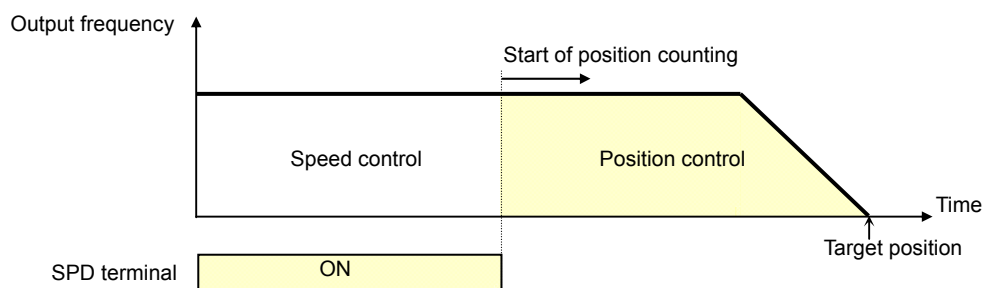 Output frequency
Start of position counting
Speed control
Position control
Time
Target position
SPD terminal
ON